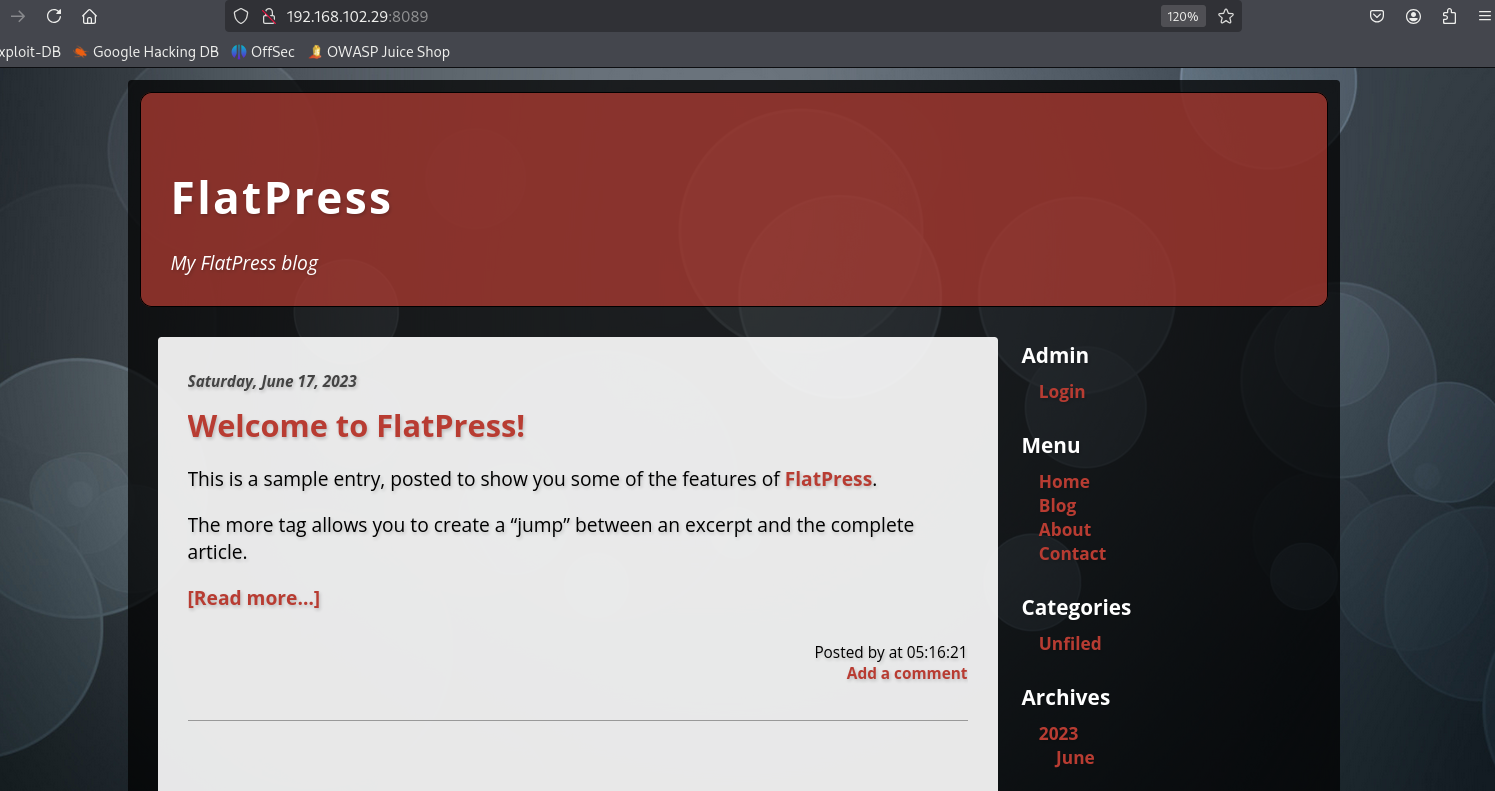 192.168.102.29:8089
120%
xploit-DB
Google Hacking DB
OffSec
OWASP Juice Shop
FlatPress
My FlatPress blog
Saturday, June 17, 2023
Welcome to FlatPress!
This is a sample entry, posted to show you some of the features of FlatPress.
The more tag allows you to create a “jump” between an excerpt and the complete
article.
[Read more...]
Posted by at 05:16:21
Add a comment
Admin
Login
Menu
Home
Blog
About
Contact
Categories
Unfiled
Archives
2023
June